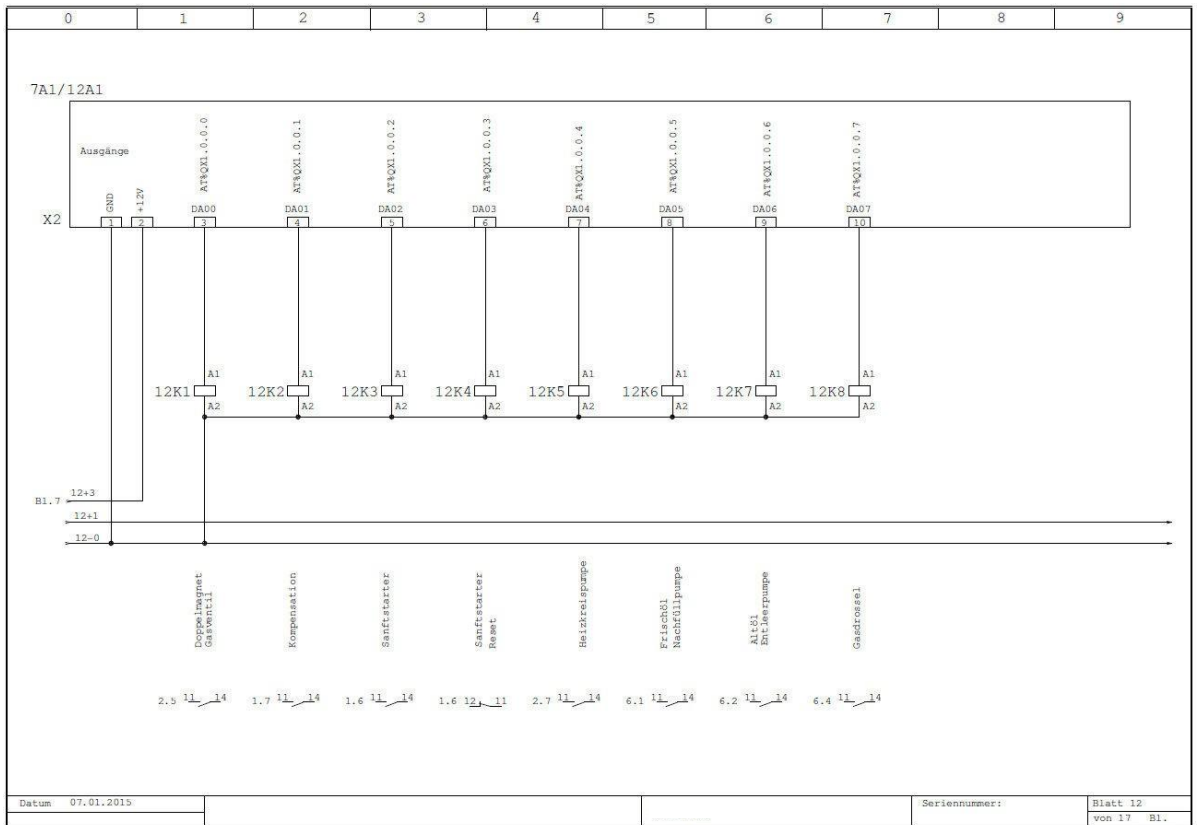 0 1 2 3 4 5 6 7 8 9
7A1/12A1
Ausgänge
GND
+12V
AT%QX1.0.0.0
AT%QX1.0.0.1
AT%QX1.0.0.2
AT%QX1.0.0.3
AT%QX1.0.0.4
AT%QX1.0.0.5
AT%QX1.0.0.6
AT%QX1.0.0.7
DA00 DA01 DA02 DA03 DA04 DA05 DA06 DA07
X2 1 2 3 4 5 6 7 8 9 10
A1 A1 A1 A1 A1 A1 A1 A1
12K1 12K2 12K3 12K4 12K5 12K6 12K7 12K8
A2 A2 A2 A2 A2 A2 A2 A2
B1.7 12+3
12+1
12-0
Doppelmagnet
Gasventil
Kompensation
Sanftstarter
Sanftstarter
Reset
Heizkreispumpe
Frischöl
Nachfüllpumpe
Altöl
Entleerpumpe
Gasdrossel
2.5 11 14 1.7 11 14 1.6 11 14 1.6 12 11 2.7 11 14 6.1 11 14 6.2 11 14 6.4 11 14
Datum 07.01.2015
Seriennummer:
Blatt 12
von 17 Bl.